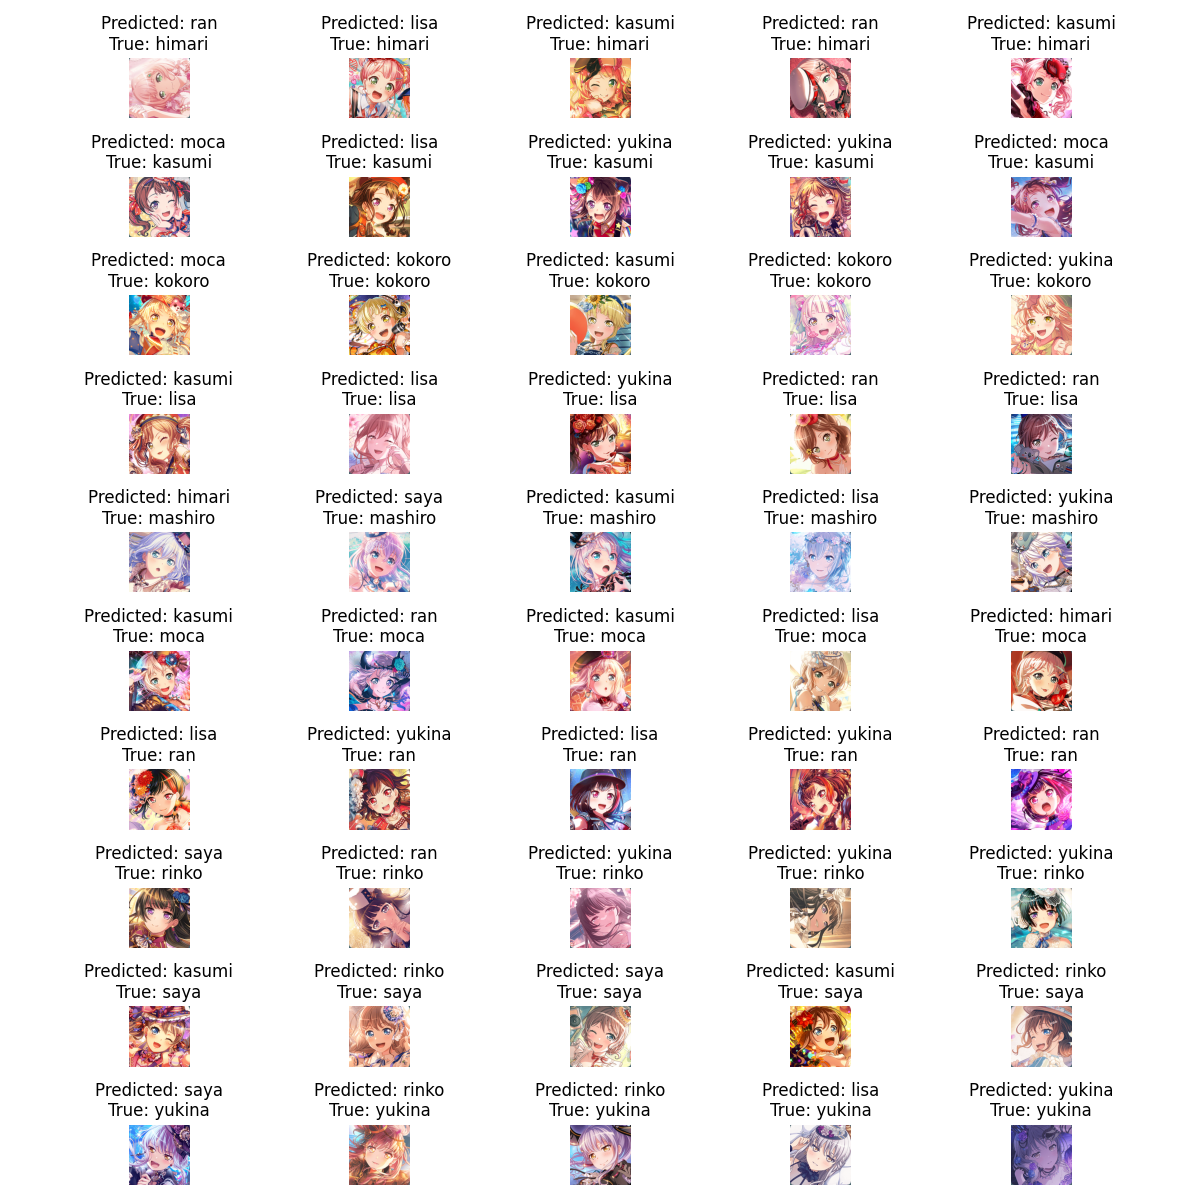 Predicted: ran
True: himari
Predicted: lisa
True: himari
Predicted: kasumi
True: himari
Predicted: ran
True: himari
Predicted: kasumi
True: himari
Predicted: moca
True: kasumi
Predicted: lisa
True: kasumi
Predicted: yukina
True: kasumi
Predicted: yukina
True: kasumi
Predicted: moca
True: kasumi
Predicted: moca
True: kokoro
Predicted: kokoro
True: kokoro
Predicted: kasumi
True: kokoro
Predicted: kokoro
True: kokoro
Predicted: yukina
True: kokoro
Predicted: kasumi
True: lisa
Predicted: lisa
True: lisa
Predicted: yukina
True: lisa
Predicted: ran
True: lisa
Predicted: ran
True: lisa
Predicted: himari
True: mashiro
Predicted: saya
True: mashiro
Predicted: kasumi
True: mashiro
Predicted: lisa
True: mashiro
Predicted: yukina
True: mashiro
Predicted: kasumi
True: moca
Predicted: ran
True: moca
Predicted: kasumi
True: moca
Predicted: lisa
True: moca
Predicted: himari
True: moca
Predicted: lisa
True: ran
Predicted: yukina
True: ran
Predicted: lisa
True: ran
Predicted: yukina
True: ran
Predicted: ran
True: ran
Predicted: saya
True: rinko
Predicted: ran
True: rinko
Predicted: yukina
True: rinko
Predicted: yukina
True: rinko
Predicted: yukina
True: rinko
Predicted: kasumi
True: saya
Predicted: rinko
True: saya
Predicted: saya
True: saya
Predicted: kasumi
True: saya
Predicted: rinko
True: saya
Predicted: saya
True: yukina
Predicted: rinko
True: yukina
Predicted: rinko
True: yukina
Predicted: lisa
True: yukina
Predicted: yukina
True: yukina